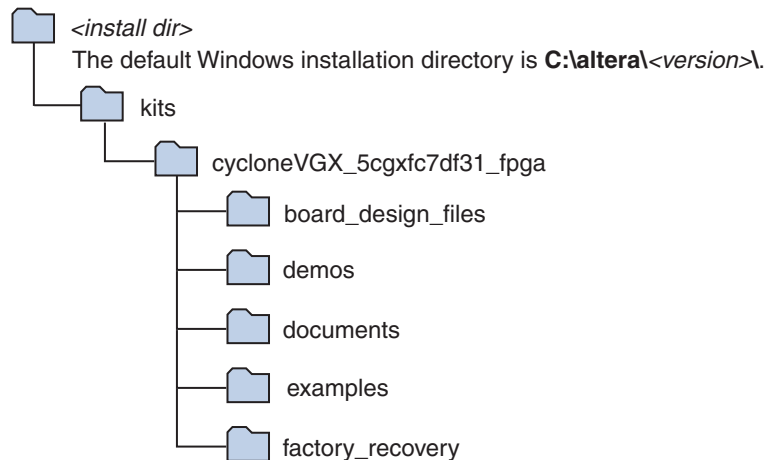 <install dir>
The default Windows installation directory is C:\altera\<version>\.
kits
cycloneVGX_5cgxfc7df31_fpga
board_design_files
demos
documents
examples
factory_recovery